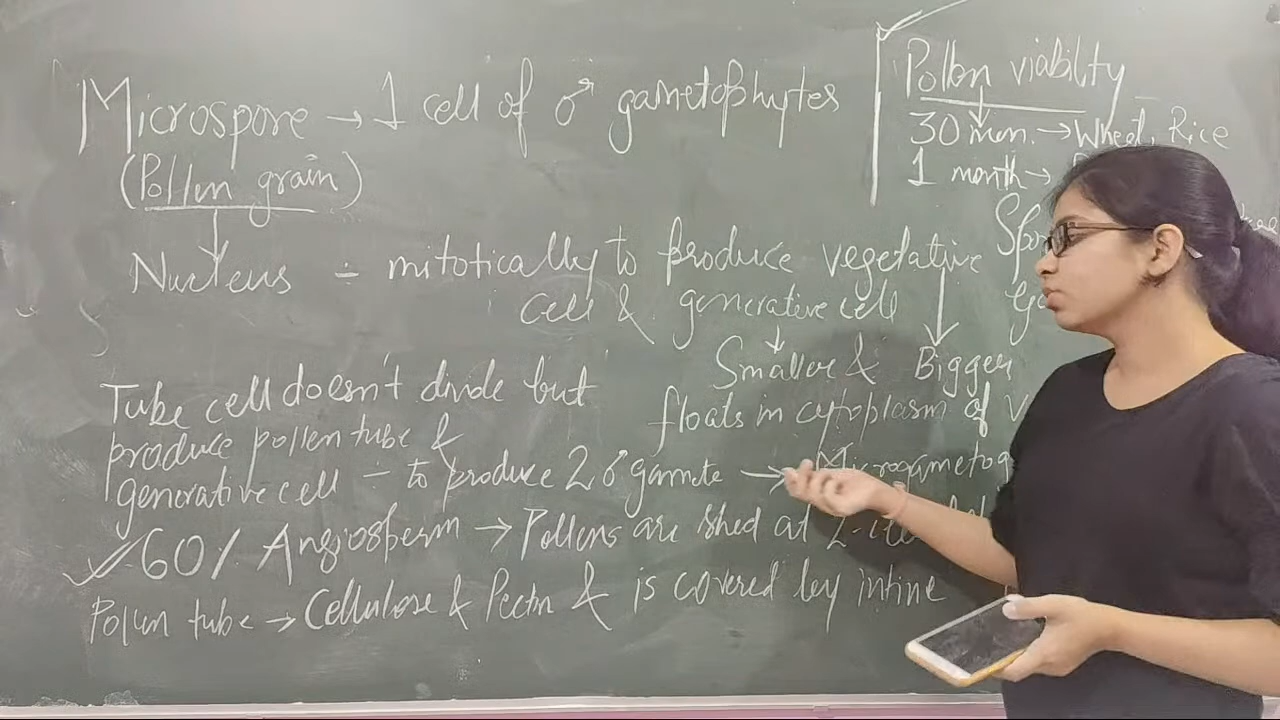 Microspore → 1 cell of ♂ gametophytes
(Pollen grain)
↓
Nucleus ÷ mitotically to produce vegetative
cell & generative cell
↓
Smaller & Bigger
floats in cytoplasm of
Tube cell doesn't divide but
produce pollen tube &
generative cell ÷ to produce 2 ♂ gamete →
✓ 60% Angiosperm → Pollens are shed at 2-
Pollen tube → Cellulose & Pectin & is covered by intine
Pollen viability
↓
30 min. → Wheat, Rice
1 month →